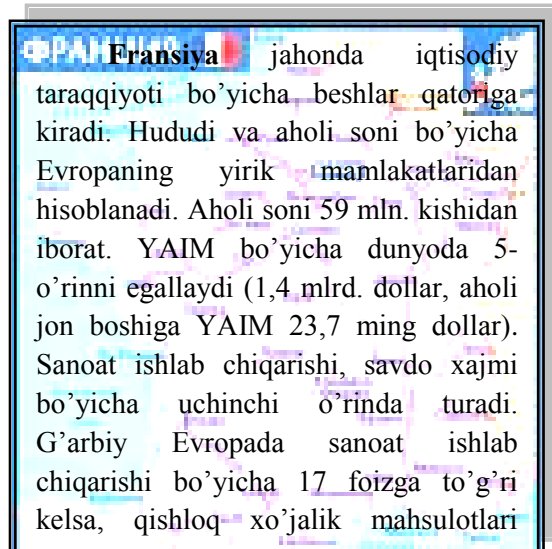 ФРАНЦИЯ
Fransiya jahonda iqtisodiy
taraqqiyoti bo’yicha beshlar qatoriga
kiradi. Hududi va aholi soni bo’yicha
Evropaning yirik mamlakatlaridan
hisoblanadi. Aholi soni 59 mln. kishidan
iborat. YAIM bo’yicha dunyoda 5-
o’rinni egallaydi (1,4 mlrd. dollar, aholi
jon boshiga YAIM 23,7 ming dollar).
Sanoat ishlab chiqarishi, savdo xajmi
bo’yicha uchinchi o’rinda turadi.
G’arbiy Evropada sanoat ishlab
chiqarishi bo’yicha 17 foizga to’g’ri
kelsa, qishloq xo’jalik mahsulotlari